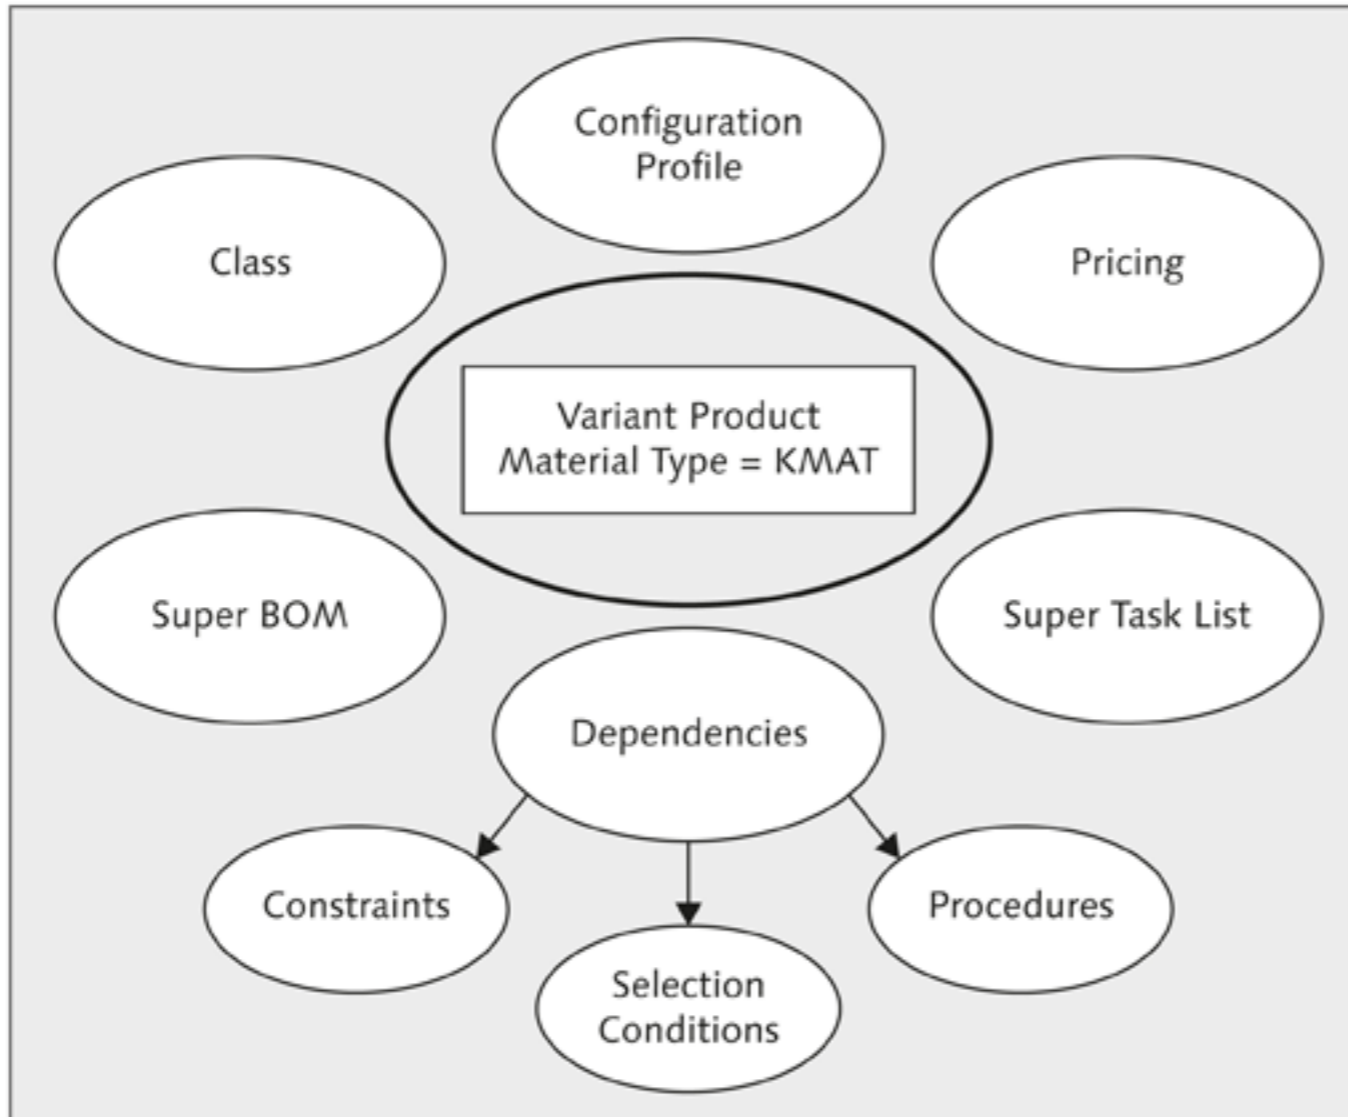 Configuration
Profile
Class
Pricing
Variant Product
Material Type = KMAT
Super BOM
Super Task List
Dependencies
Constraints
Procedures
Selection
Conditions